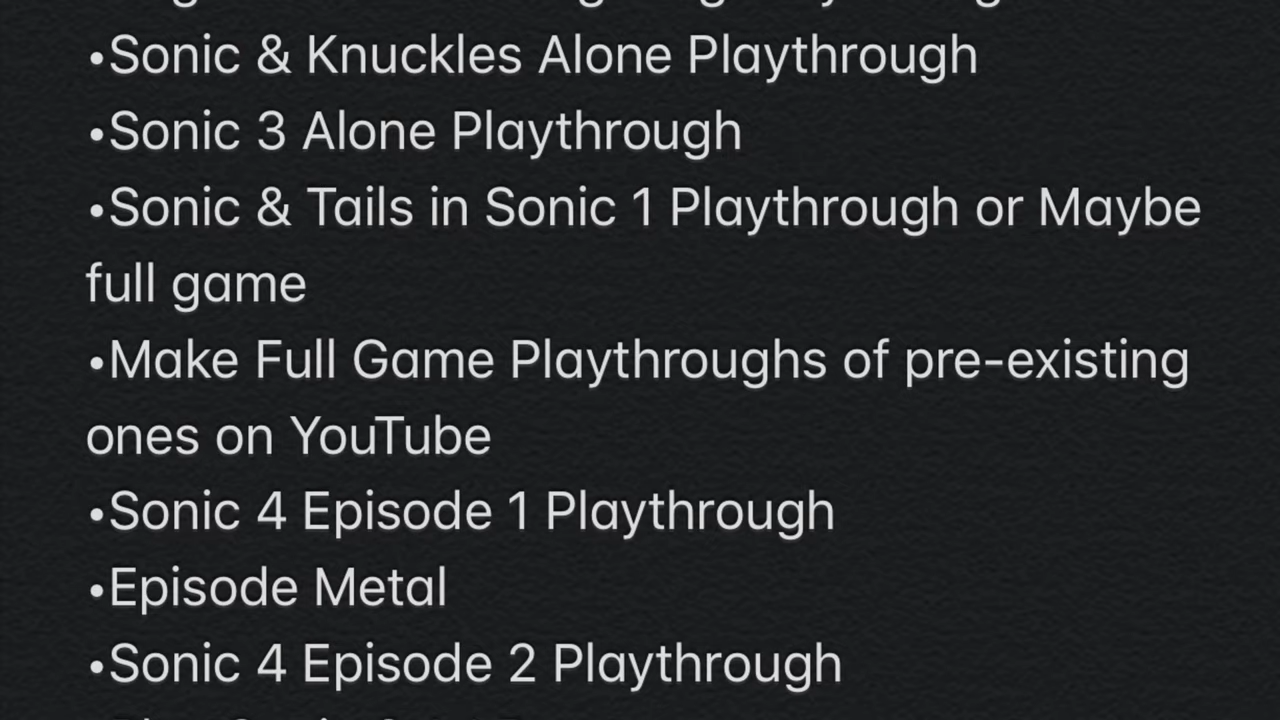 •Sonic & Knuckles Alone Playthrough
•Sonic 3 Alone Playthrough
•Sonic & Tails in Sonic 1 Playthrough or Maybe
full game
•Make Full Game Playthroughs of pre-existing
ones on YouTube
•Sonic 4 Episode 1 Playthrough
•Episode Metal
•Sonic 4 Episode 2 Playthrough